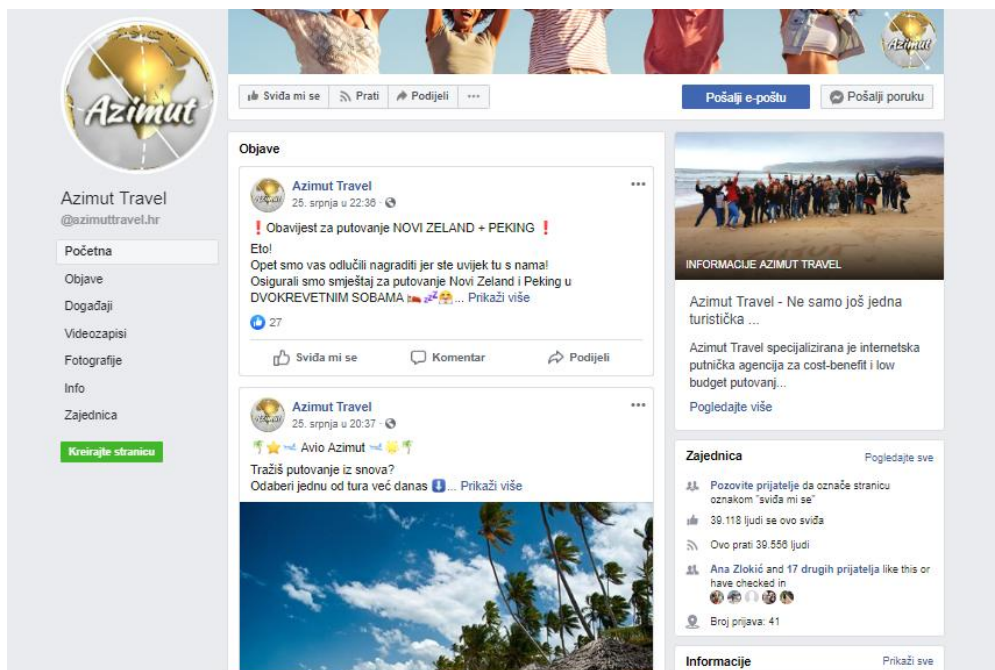 Azimut
Azimut
Azimut Travel
@azimuttravel.hr
Početna
Objave
Događaji
Videozapisi
Fotografije
Info
Zajednica
Kreirajte stranicu
Sviđa mi se
Prati
Podijeli
Pošalji e-poštu
Pošalji poruku
Objave
Azimut Travel
25. srpnja u 22:36
❗ Obavijest za putovanje NOVI ZELAND + PEKING ❗
Eto!
Opet smo vas odlučili nagraditi jer ste uvijek tu s nama!
Osigurali smo smještaj za putovanje Novi Zeland i Peking u
DVOKREVETNIM SOBAMA ... Prikaži više
27
Sviđa mi se
Komentar
Podijeli
Azimut Travel
25. srpnja u 20:37
Avio Azimut
Tražiš putovanje iz snova?
Odaberi jednu od tura već danas ... Prikaži više
INFORMACIJE AZIMUT TRAVEL
Azimut Travel - Ne samo još jedna
turistička ...
Azimut Travel specijalizirana je internetska
putnička agencija za cost-benefit i low
budget putovanj...
Pogledajte više
Zajednica
Pogledajte sve
Pozovite prijatelje da označe stranicu
oznakom "sviđa mi se"
39.118 ljudi se ovo sviđa
Ovo prati 39.556 ljudi
Ana Zlokić and 17 drugih prijatelja like this or
have checked in
Broj prijava: 41
Informacije
Prikaži sve